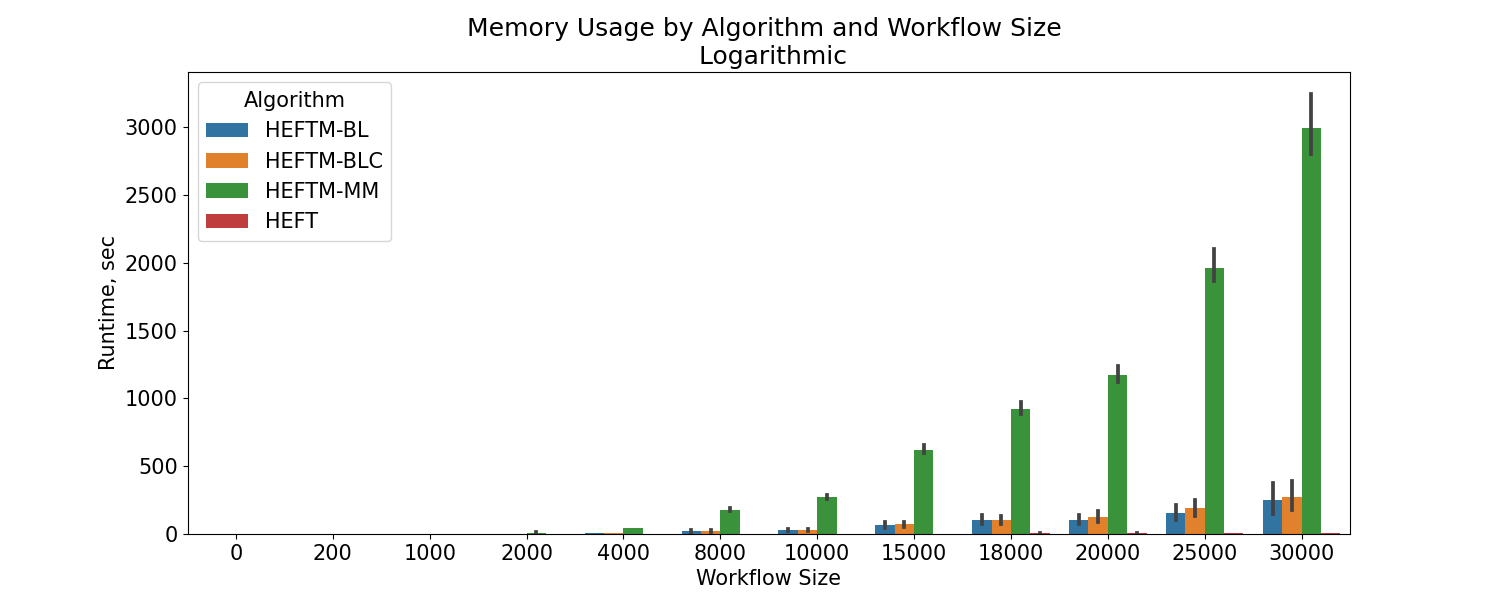 Memory Usage by Algorithm and Workflow Size
Logarithmic
Algorithm
HEFTM-BL
HEFTM-BLC
HEFTM-MM
HEFT
Runtime, sec
3000
2500
2000
1500
1000
500
0
0 200 1000 2000 4000 8000 10000 15000 18000 20000 25000 30000
Workflow Size